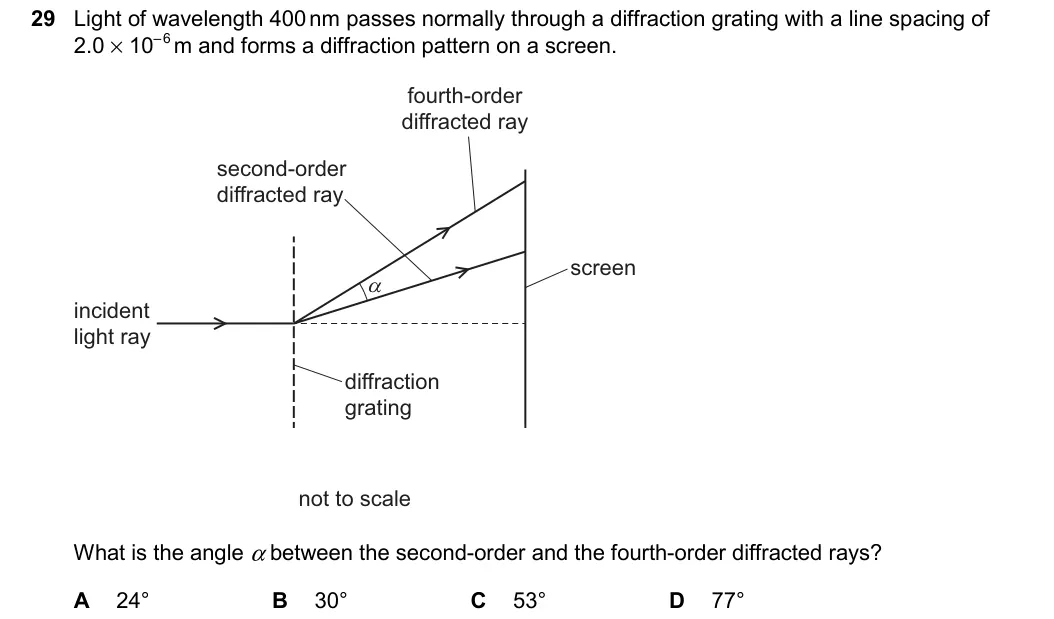 29 Light of wavelength 400 nm passes normally through a diffraction grating with a line spacing of
2.0 × 10⁻⁶ m and forms a diffraction pattern on a screen.
fourth-order
diffracted ray
second-order
diffracted ray
α
screen
incident
light ray
diffraction
grating
not to scale
What is the angle α between the second-order and the fourth-order diffracted rays?
A 24° B 30° C 53° D 77°